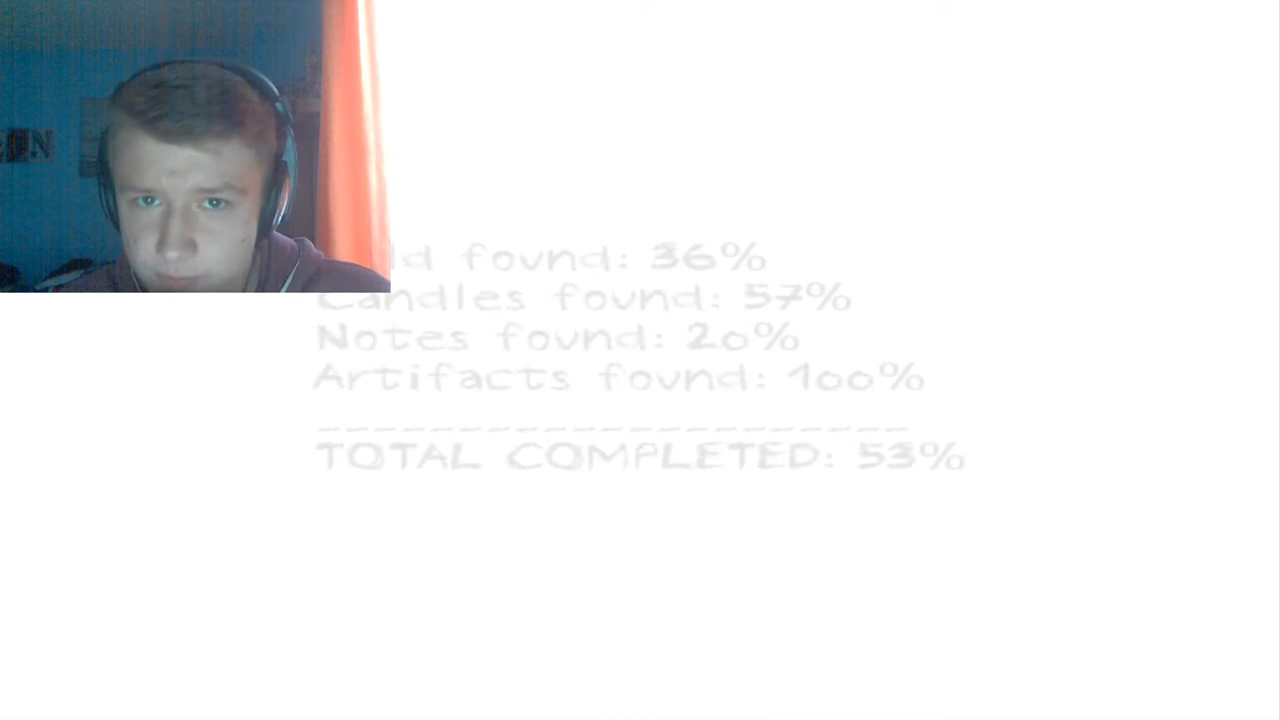 found: 36%
Candles found: 57%
Notes found: 20%
Artifacts found: 100%
TOTAL COMPLETED: 53%